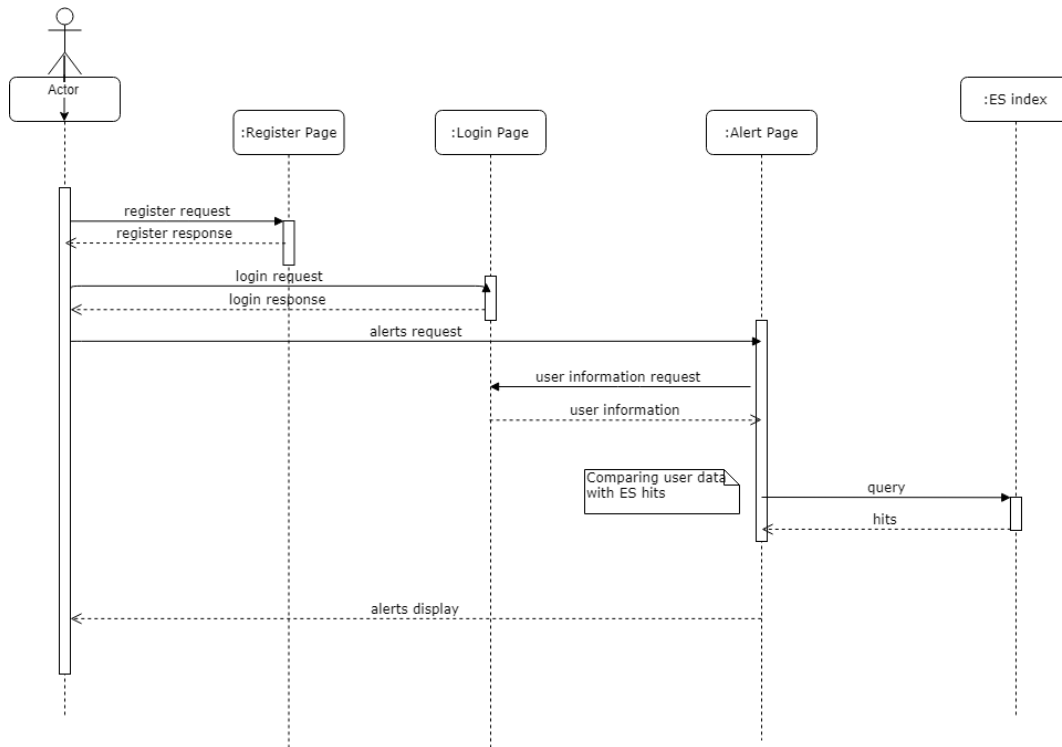 Actor
:Register Page
:Login Page
:Alert Page
:ES index
register request
register response
login request
login response
alerts request
user information request
user information
Comparing user data
with ES hits
query
hits
alerts display